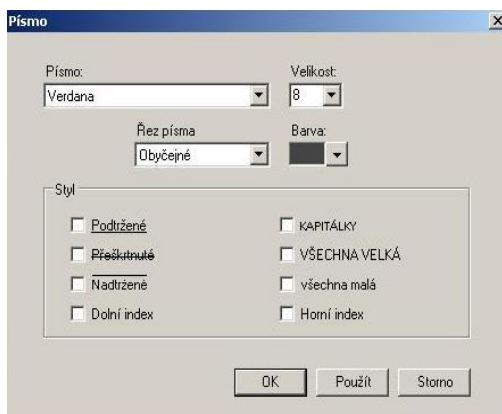 Písmo
Písmo: Velikost:
Verdana 8
Řez písma Barva:
Obyčejné
Styl
Podtržené KAPITÁLKY
Přeškrtnuté VŠECHNA VELKÁ
Nadtržené všechna malá
Dolní index Horní index
OK Použít Storno